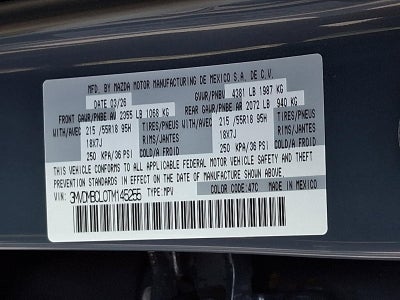 MFD. BY MAZDA MOTOR MANUFACTURING DE MEXICO S.A. DE C.V.
DATE 03/26 GVWR/PNBV 4381 LB 1987 KG
FRONT GAWR/PNBE AV 2355 LB 1068 KG REAR GAWR/PNBE AR 2072 LB 940 KG
WITH/AVEC 215 /55R18 95H TIRES/PNEUS WITH/AVEC 215 /55R18 95H TIRES/PNEUS
18X7J RIMS/JANTES 18X7J RIMS/JANTES
250 KPA/36 PSI COLD/A FROID 250 KPA/36 PSI COLD/A FROID
THIS VEHICLE CONFORMS TO ALL APPLICABLE FEDERAL MOTOR VEHICLE SAFETY AND THEFT
PREVENTION STANDARDS IN EFFECT ON THE DATE OF MANUFACTURE SHOWN ABOVE.
VIN: 3MVDMBCL0TM145255 TYPE:MPV COLOR CODE:47C MADE IN MEXICO